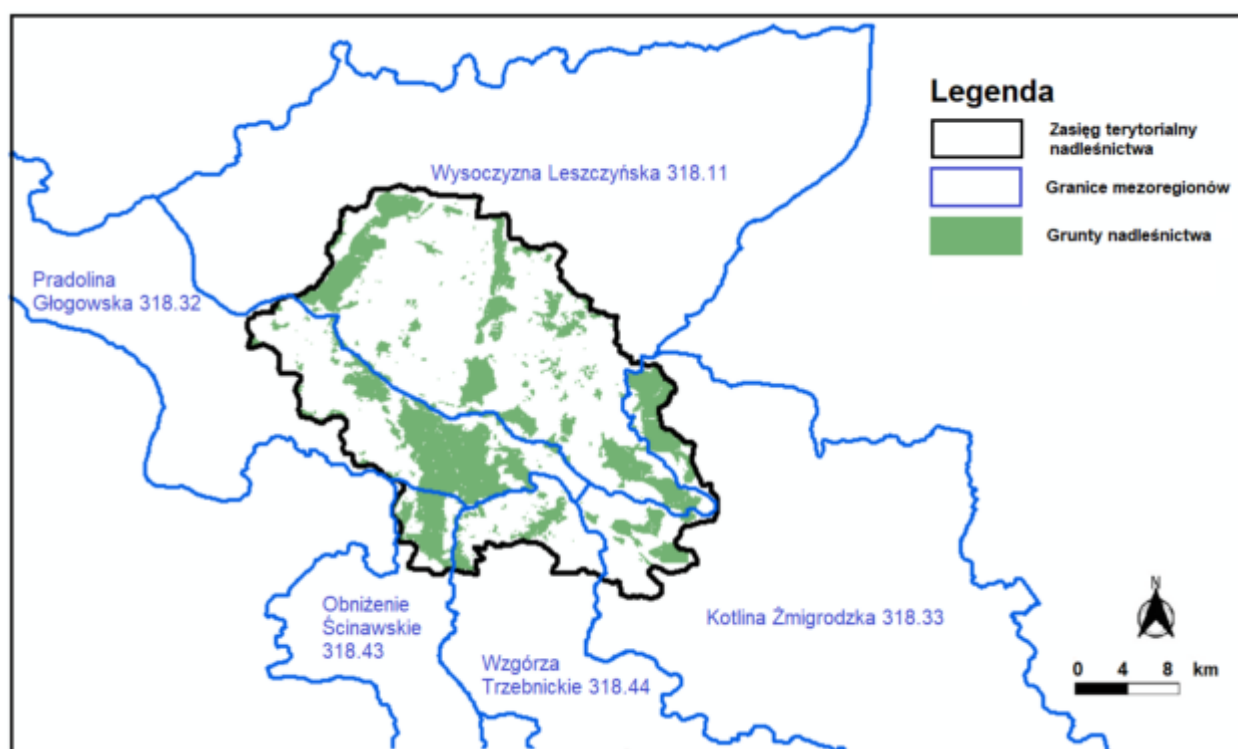 Legenda
Zasięg terytorialny
nadleśnictwa
Granice mezoregionów
Grunty nadleśnictwa
Wysoczyzna Leszczyńska 318.11
Pradolina
Głogowska 318.32
Obniżenie
Ścinawskie
318.43
Wzgórza
Trzebnickie 318.44
Kotlina Żmigrodzka 318.33
N
0 4 8 km